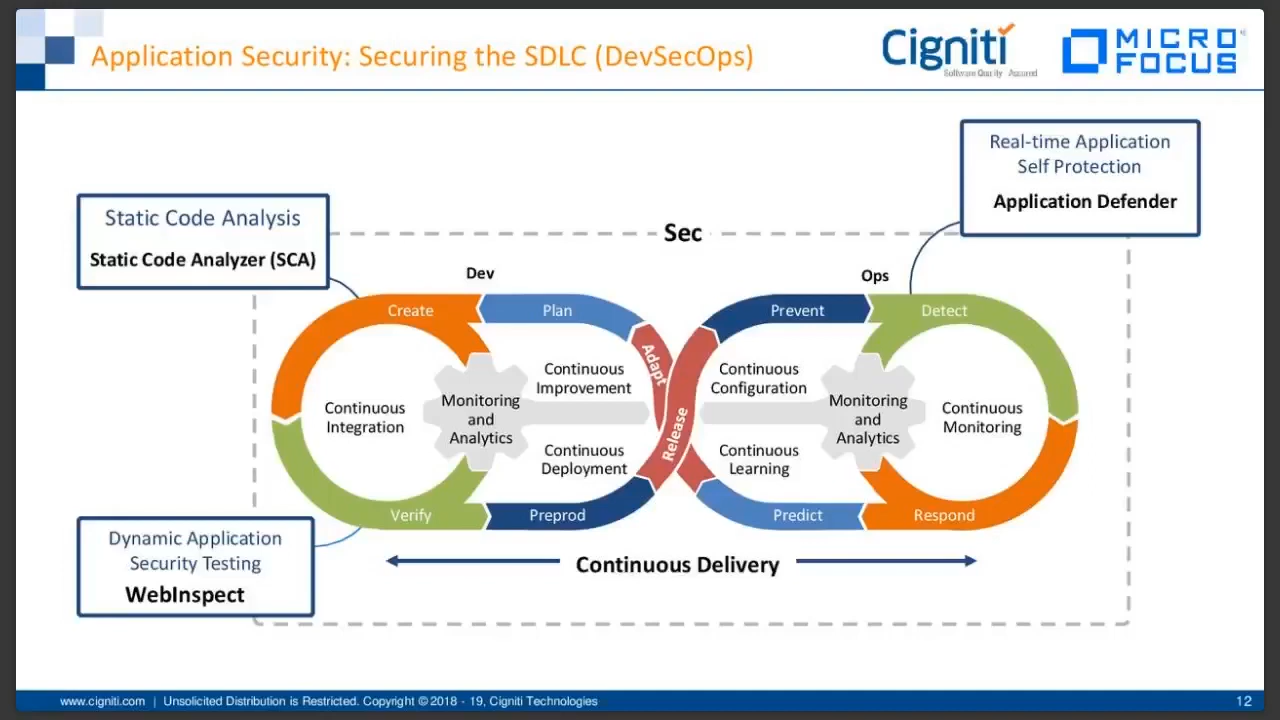 Application Security: Securing the SDLC (DevSecOps)
Cigniti
Software Quality Assured
MICRO
FOCUS
Real-time Application
Self Protection
Application Defender
Static Code Analysis
Static Code Analyzer (SCA)
Sec
Dev
Ops
Create
Plan
Prevent
Detect
Adapt
Release
Continuous
Improvement
Continuous
Configuration
Continuous
Integration
Monitoring
and
Analytics
Monitoring
and
Analytics
Continuous
Monitoring
Continuous
Deployment
Continuous
Learning
Verify
Preprod
Predict
Respond
Dynamic Application
Security Testing
WebInspect
Continuous Delivery
www.cigniti.com | Unsolicited Distribution is Restricted. Copyright © 2018 - 19, Cigniti Technologies
12